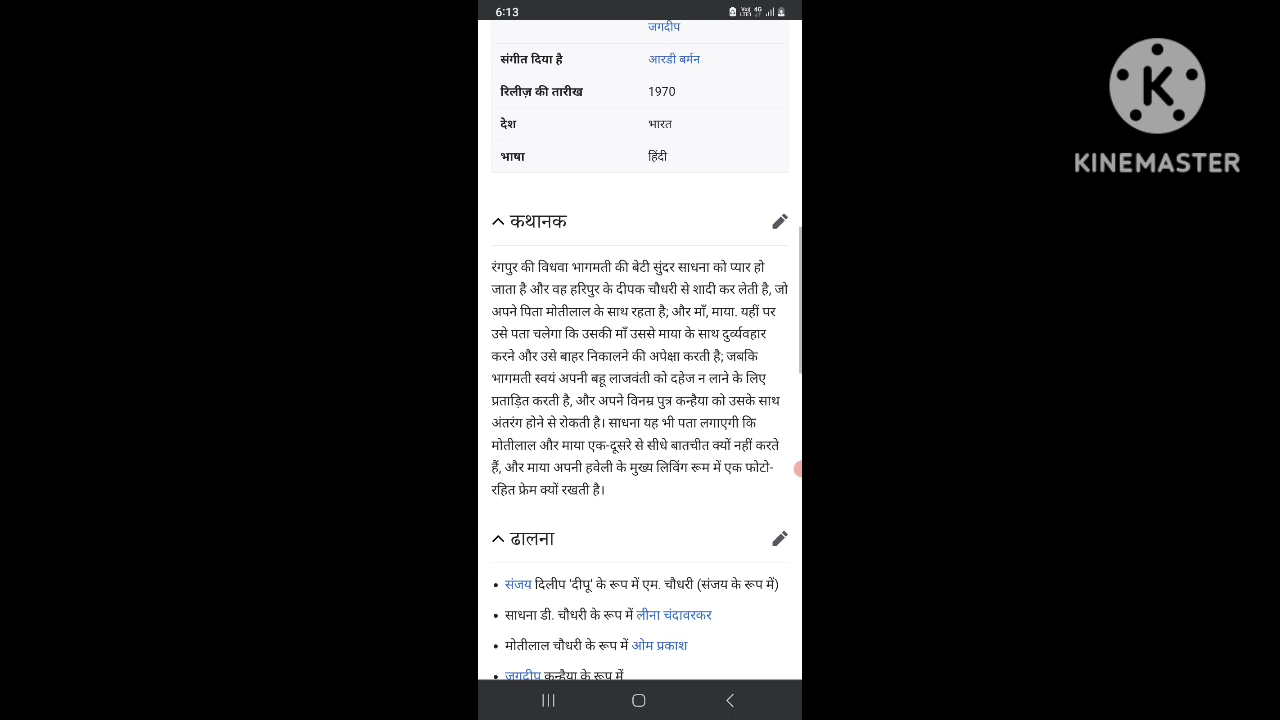 6:13
जगदीप
संगीत दिया है आरडी बर्मन
रिलीज़ की तारीख 1970
देश भारत
भाषा हिंदी
कथानक
रंगपुर की विधवा भागमती की बेटी सुंदर साधना को प्यार हो
जाता है और वह हरिपुर के दीपक चौधरी से शादी कर लेती है, जो
अपने पिता मोतीलाल के साथ रहता है; और माँ, माया. यहीं पर
उसे पता चलेगा कि उसकी माँ उससे माया के साथ दुर्व्यवहार
करने और उसे बाहर निकालने की अपेक्षा करती है; जबकि
भागमती स्वयं अपनी बहू लाजवंती को दहेज न लाने के लिए
प्रताड़ित करती है, और अपने विनम्र पुत्र कन्हैया को उसके साथ
अंतरंग होने से रोकती है। साधना यह भी पता लगाएगी कि
मोतीलाल और माया एक-दूसरे से सीधे बातचीत क्यों नहीं करते
हैं, और माया अपनी हवेली के मुख्य लिविंग रूम में एक फोटो-
रहित फ्रेम क्यों रखती है।
ढालना
• संजय दिलीप 'दीपू' के रूप में एम. चौधरी (संजय के रूप में)
• साधना डी. चौधरी के रूप में लीना चंदावरकर
• मोतीलाल चौधरी के रूप में ओम प्रकाश
• जगदीप कन्हैया के रूप में
K
KINEMASTER